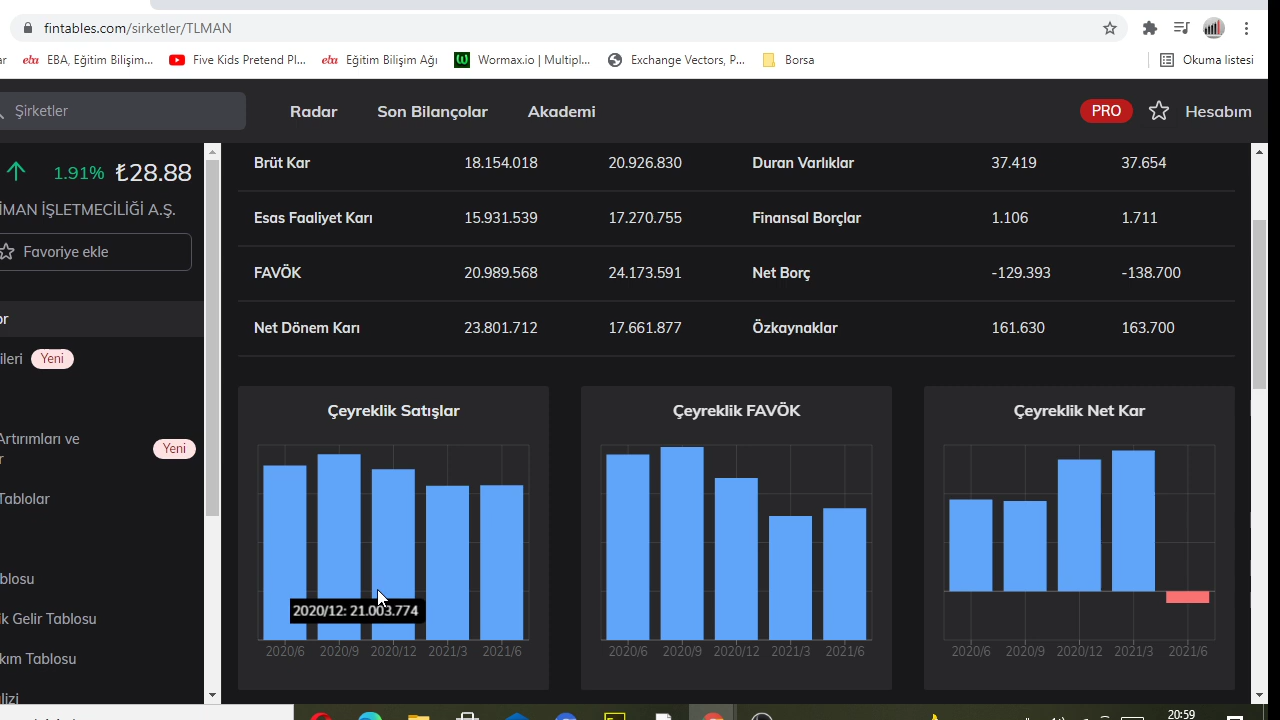 fintables.com/sirketler/TLMAN
ar
eba EBA, Eğitim Bilişim...
Five Kids Pretend Pl...
eba Eğitim Bilişim Ağı
W Wormax.io | Multipl...
Exchange Vectors, P...
Borsa
Okuma listesi
Şirketler
Radar
Son Bilançolar
Akademi
PRO
Hesabım
1.91% ₺28.88
İMAN İŞLETMECİLİĞİ A.Ş.
Favoriye ekle
or
ileri Yeni
Artırımları ve
r
Yeni
Tablolar
blosu
ik Gelir Tablosu
kım Tablosu
lizi
Brüt Kar 18.154.018 20.926.830 Duran Varlıklar 37.419 37.654
Esas Faaliyet Karı 15.931.539 17.270.755 Finansal Borçlar 1.106 1.711
FAVÖK 20.989.568 24.173.591 Net Borç -129.393 -138.700
Net Dönem Karı 23.801.712 17.661.877 Özkaynaklar 161.630 163.700
Çeyreklik Satışlar
2020/12: 21.003.774
2020/6 2020/9 2020/12 2021/3 2021/6
Çeyreklik FAVÖK
2020/6 2020/9 2020/12 2021/3 2021/6
Çeyreklik Net Kar
2020/6 2020/9 2020/12 2021/3 2021/6
20:59